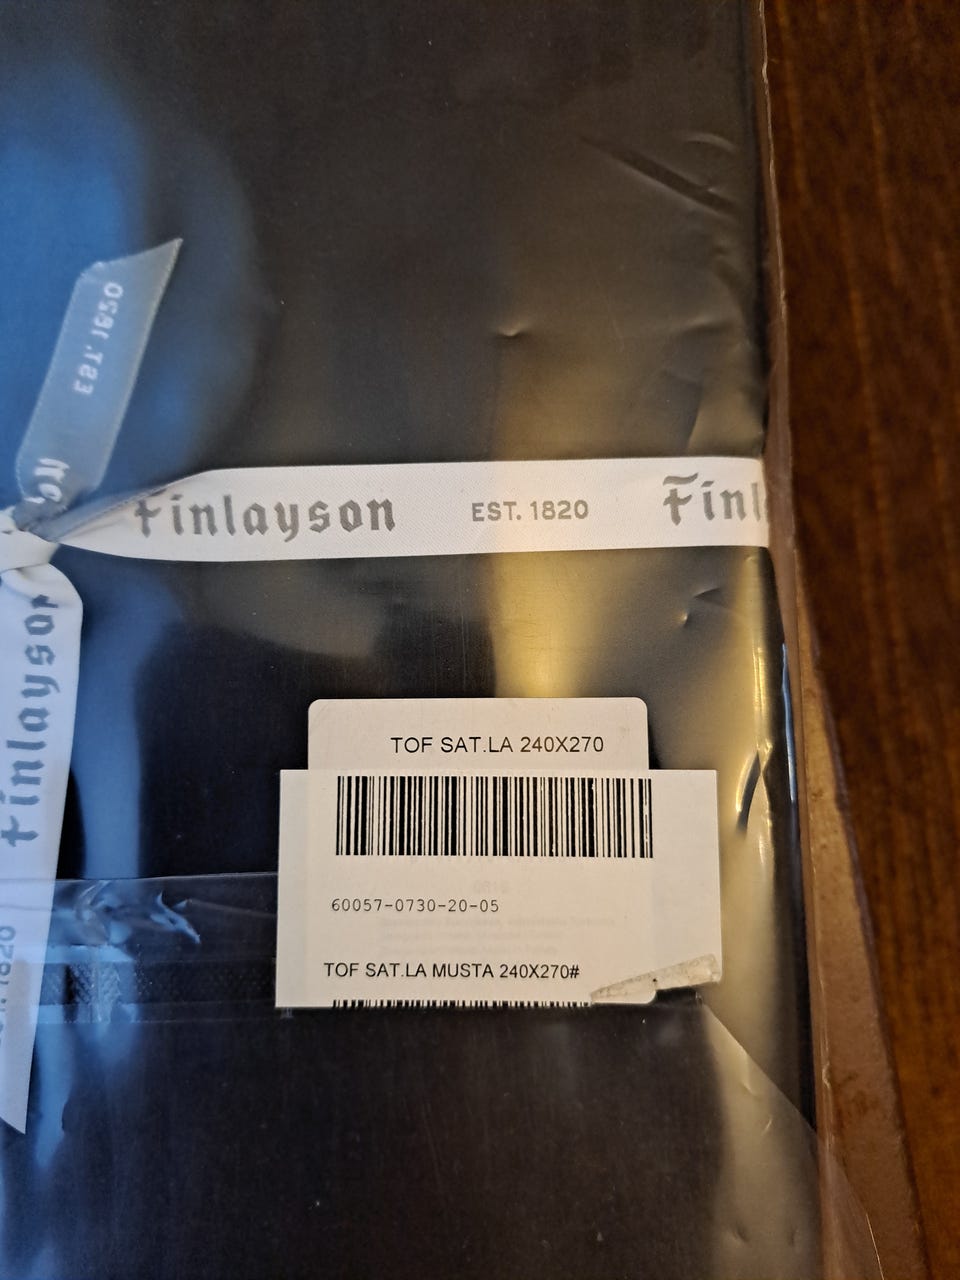 EST. 1820
Finlayson EST. 1820 Finl
Finlayson
TOF SAT.LA 240X270
60057-0730-20-05
TOF SAT.LA MUSTA 240X270#